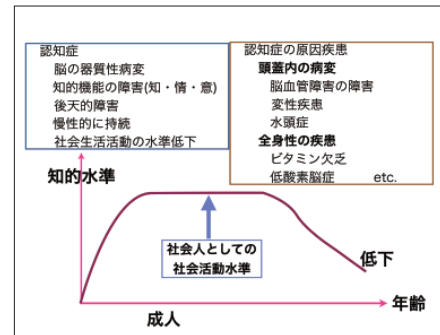 認知症
脳の器質性病変
知的機能の障害(知・情・意)
後天的障害
慢性的に持続
社会生活活動の水準低下
認知症の原因疾患
頭蓋内の病変
脳血管障害の障害
変性疾患
水頭症
全身性の疾患
ビタミン欠乏
低酸素脳症 etc.
知的水準
社会人としての
社会活動水準
低下
成人
年齢